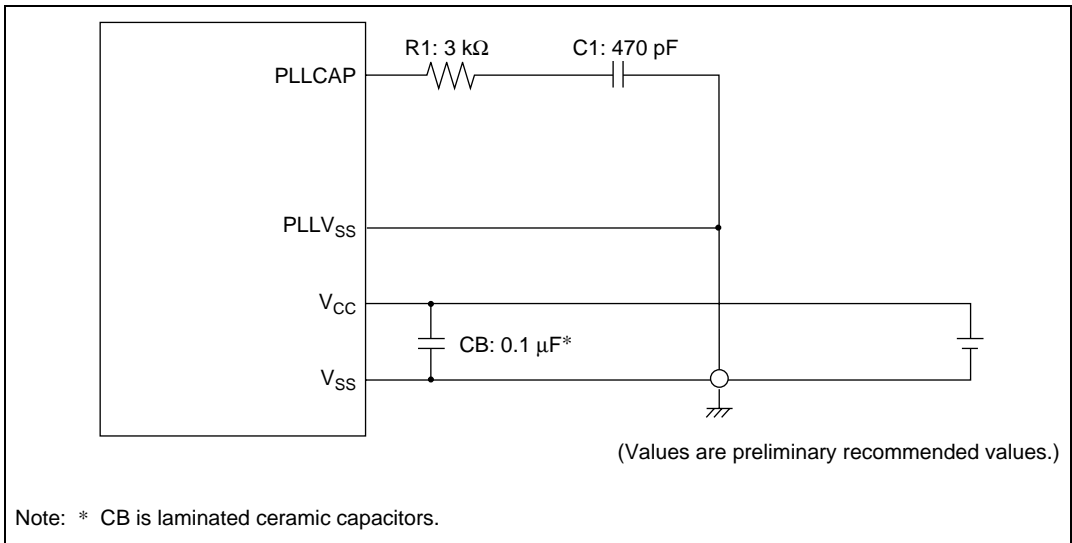 R1: 3 kΩ C1: 470 pF
PLLCAP
PLLVSS
VCC
CB: 0.1 μF*
VSS
(Values are preliminary recommended values.)
Note: * CB is laminated ceramic capacitors.